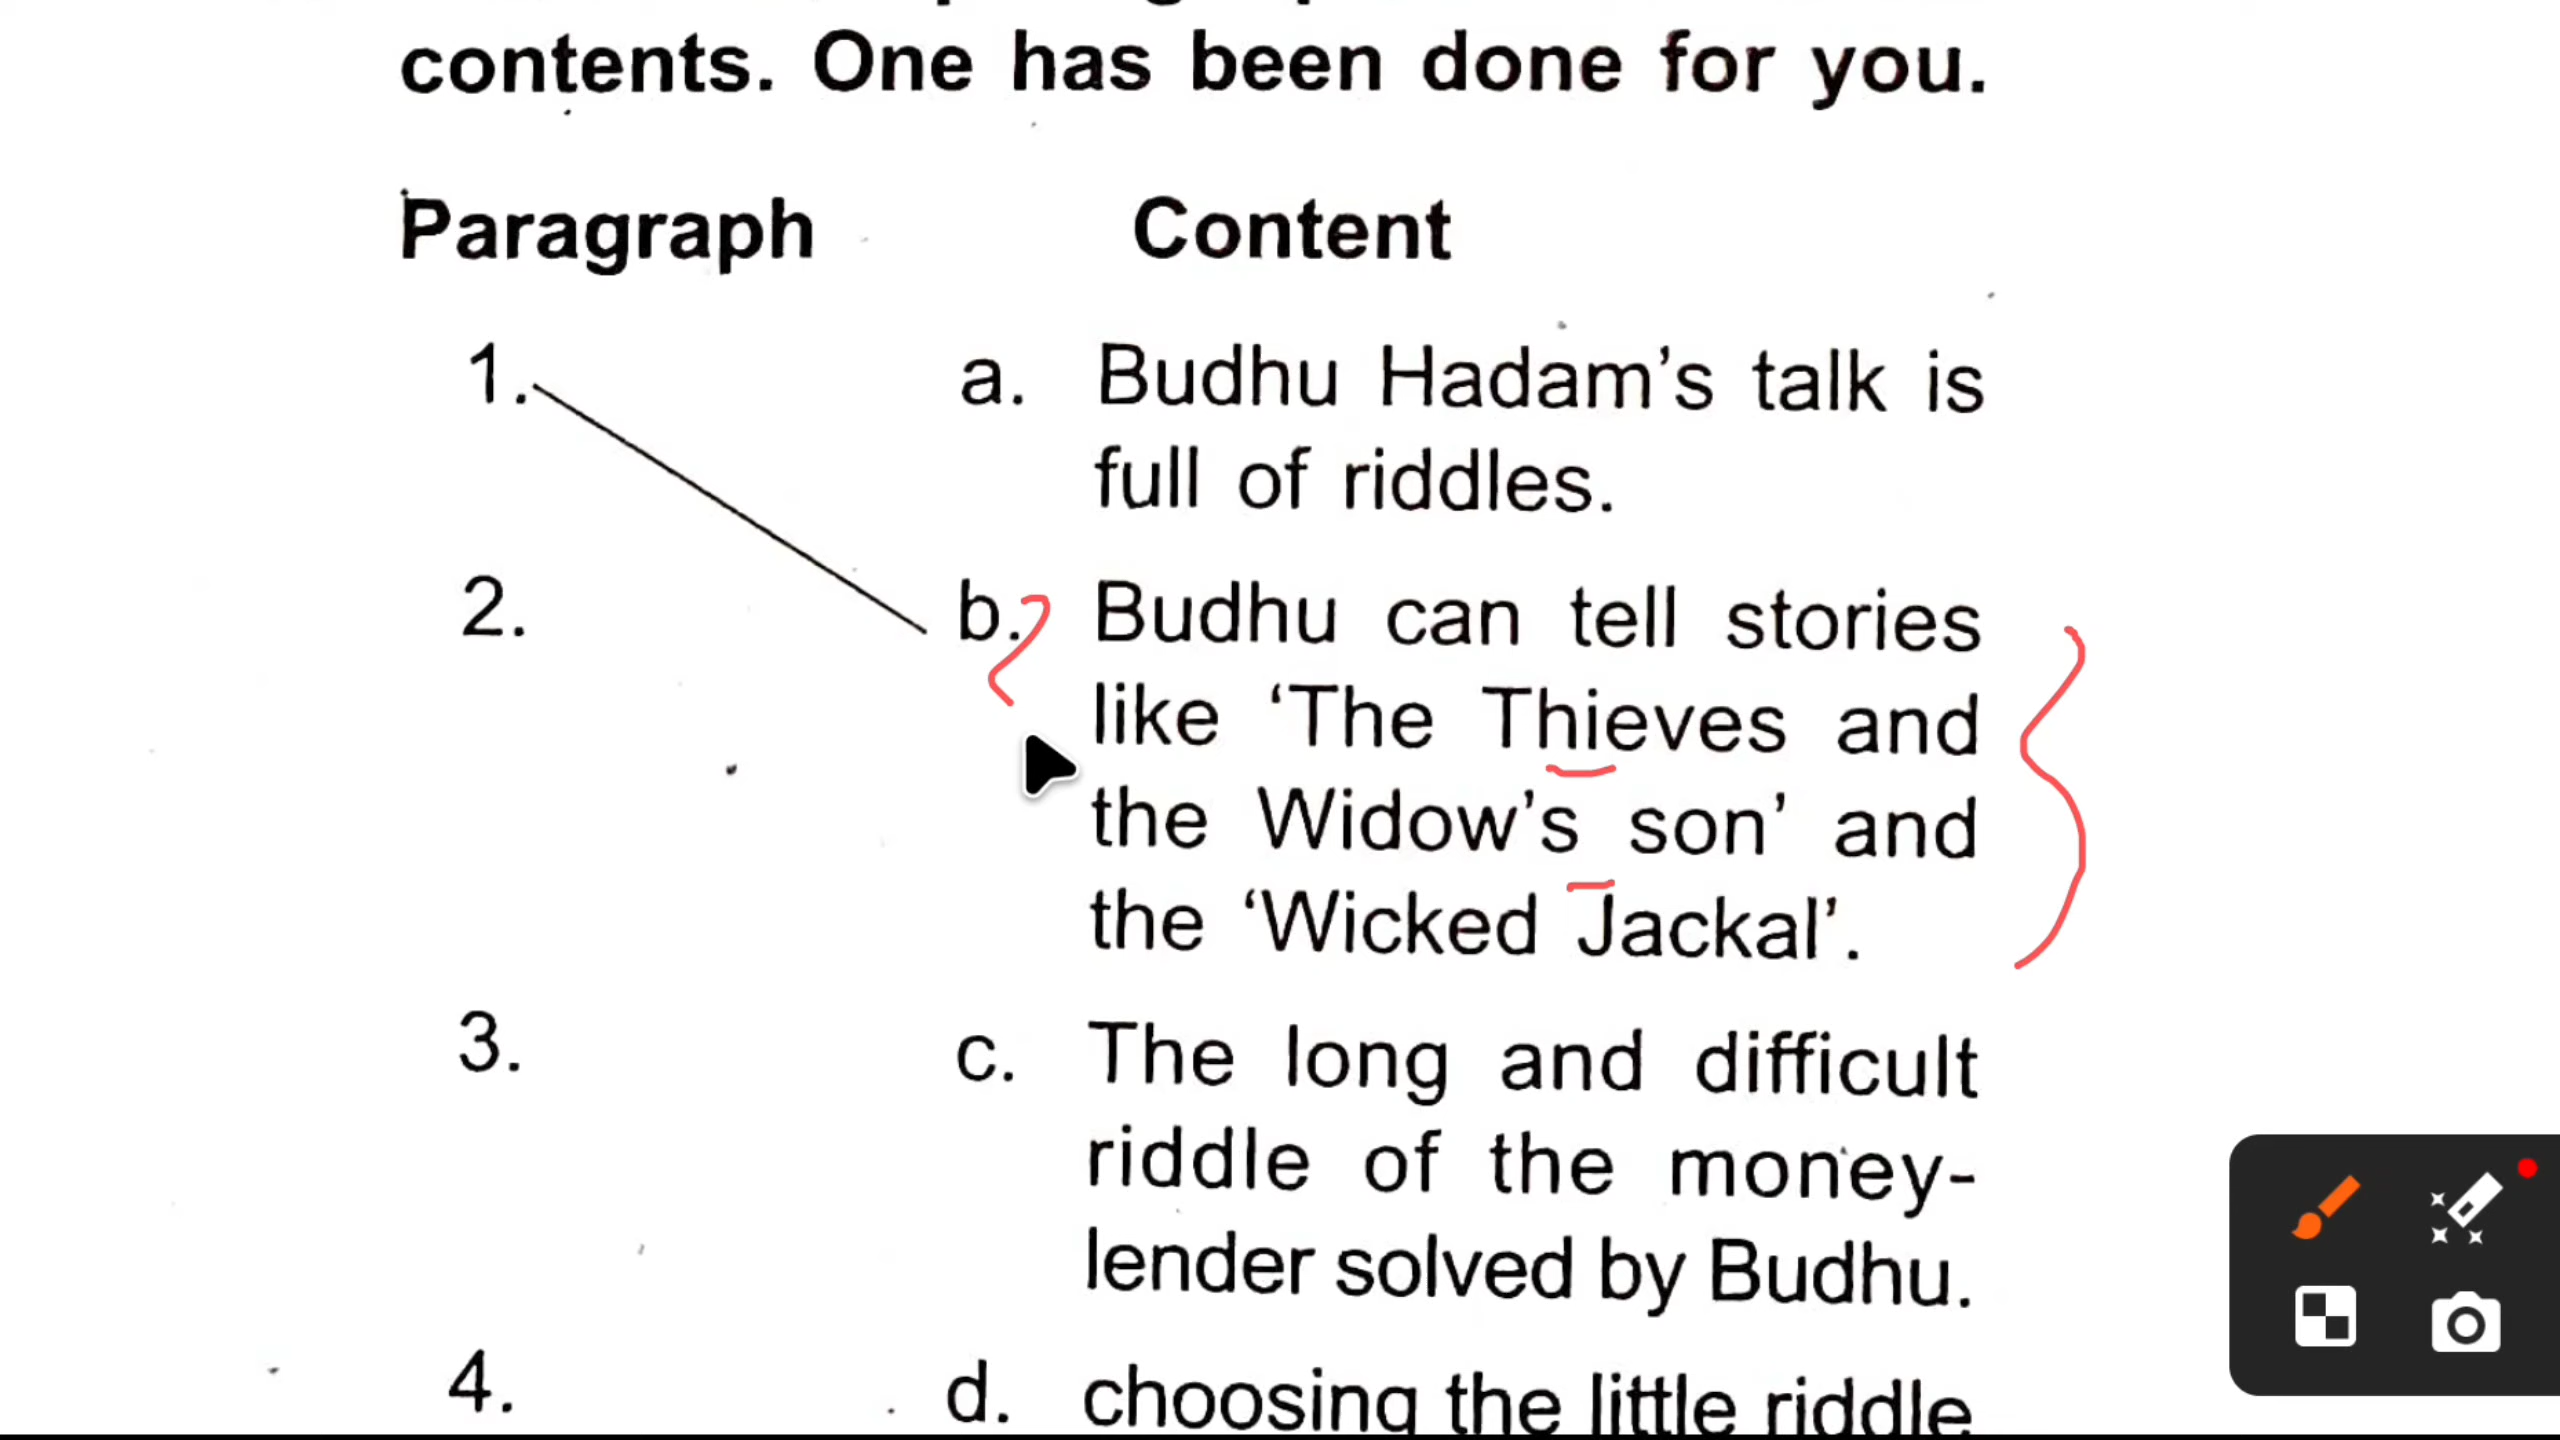 contents. One has been done for you.
Paragraph Content
1. a. Budhu Hadam's talk is
full of riddles.
2. b. Budhu can tell stories
like 'The Thieves and
the Widow's son' and
the 'Wicked Jackal'.
3. c. The long and difficult
riddle of the money-
lender solved by Budhu.
4. d. choosing the little riddle